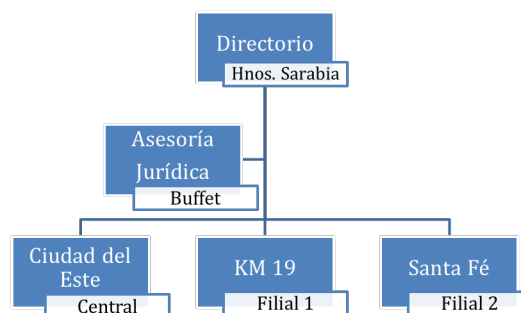 Directorio
Hnos. Sarabia
Asesoría
Jurídica
Buffet
Ciudad del
Este
Central
KM 19
Filial 1
Santa Fé
Filial 2